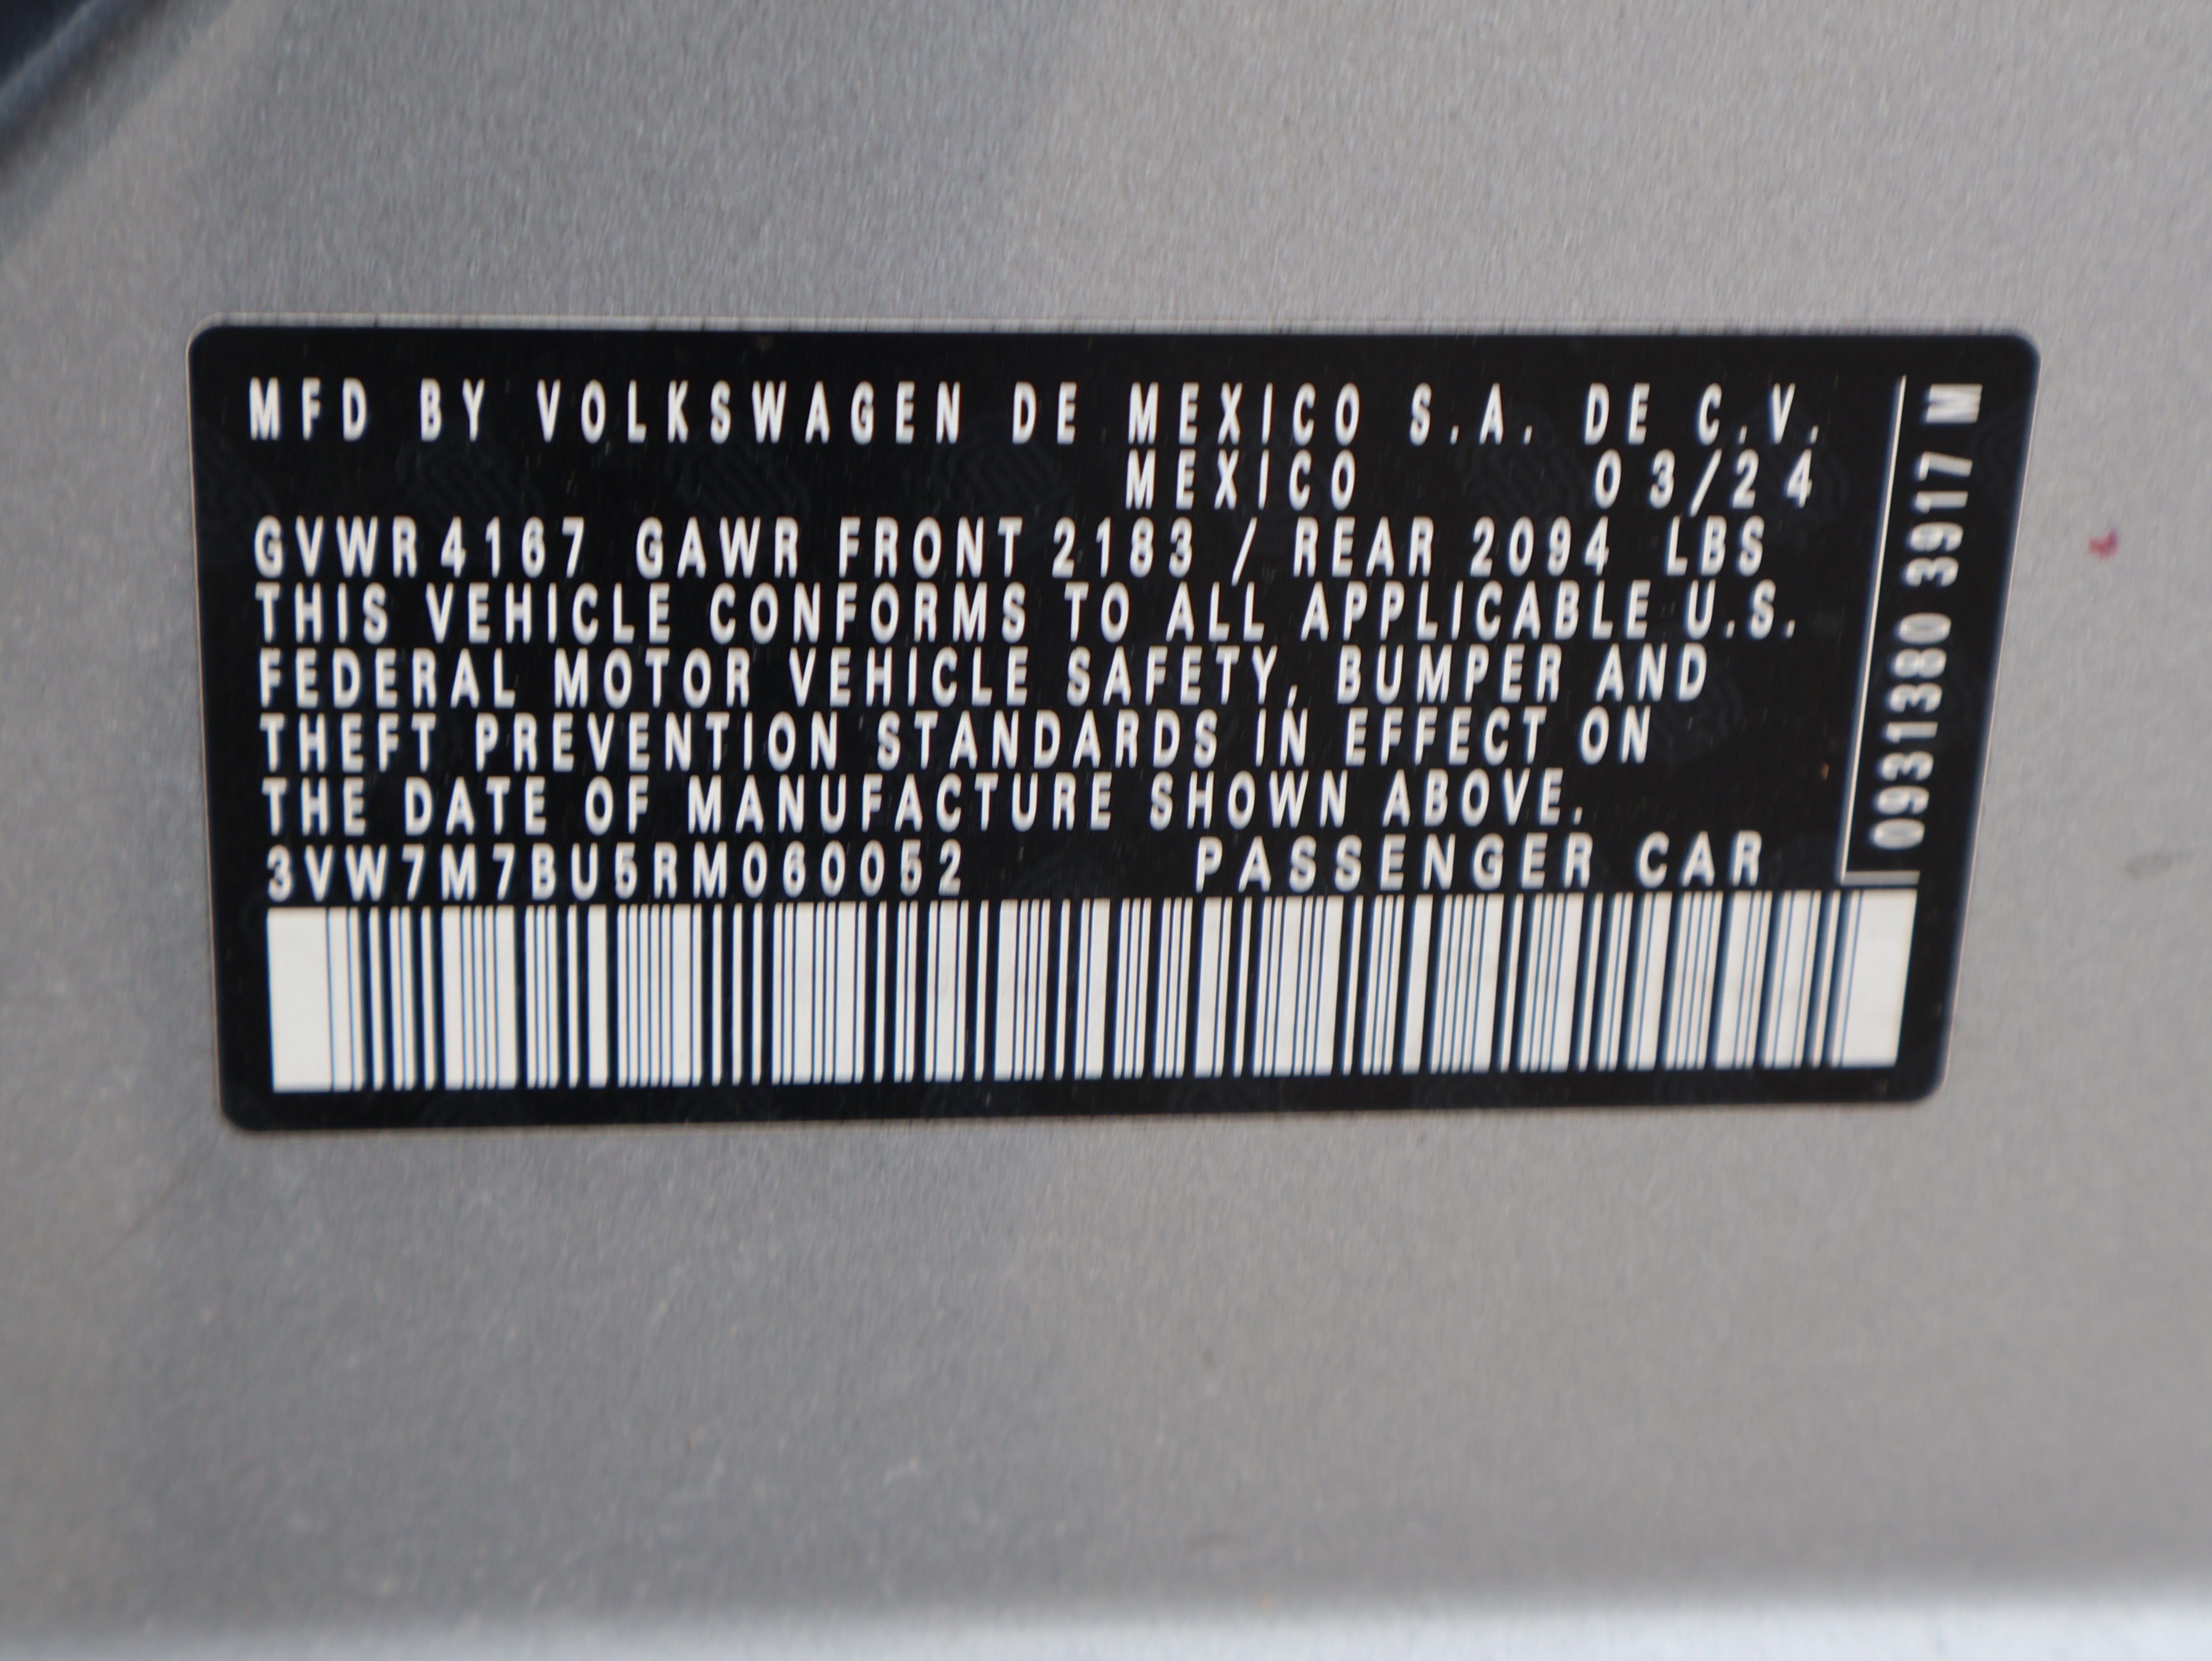 MFD BY VOLKSWAGEN DE MEXICO S.A. DE C.V.
MEXICO 03/24
GVWR 4167 GAWR FRONT 2183 / REAR 2094 LBS
THIS VEHICLE CONFORMS TO ALL APPLICABLE U.S.
FEDERAL MOTOR VEHICLE SAFETY, BUMPER AND
THEFT PREVENTION STANDARDS IN EFFECT ON
THE DATE OF MANUFACTURE SHOWN ABOVE.
3VW7M7BU5RM060052 PASSENGER CAR
0931380 3917 M